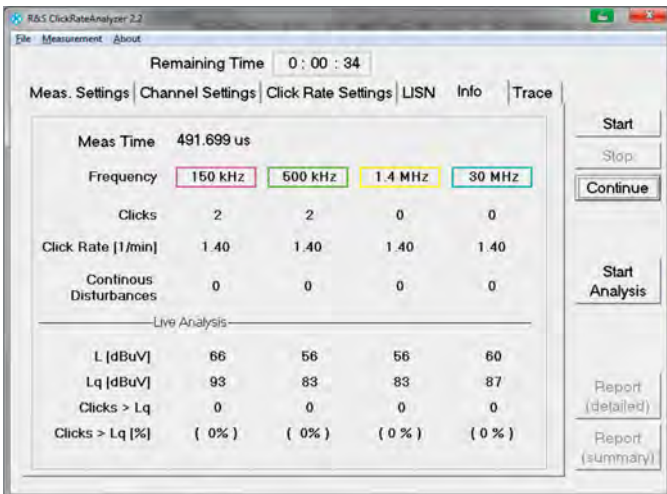 R&S ClickRateAnalyzer 2.2
File Measurement About
Remaining Time 0 : 00 : 34
Meas. Settings Channel Settings Click Rate Settings LISN Info Trace
Meas Time 491.699 us
Frequency 150 kHz 500 kHz 1.4 MHz 30 MHz
Clicks 2 2 0 0
Click Rate [1/min] 1.40 1.40 1.40 1.40
Continous
Disturbances 0 0 0 0
Live Analysis
L [dBuV] 66 56 56 60
Lq [dBuV] 93 83 83 87
Clicks > Lq 0 0 0 0
Clicks > Lq [%] ( 0% ) ( 0% ) ( 0 % ) ( 0 % )
Start
Stop
Continue
Start
Analysis
Report
(detailed)
Report
(summary)